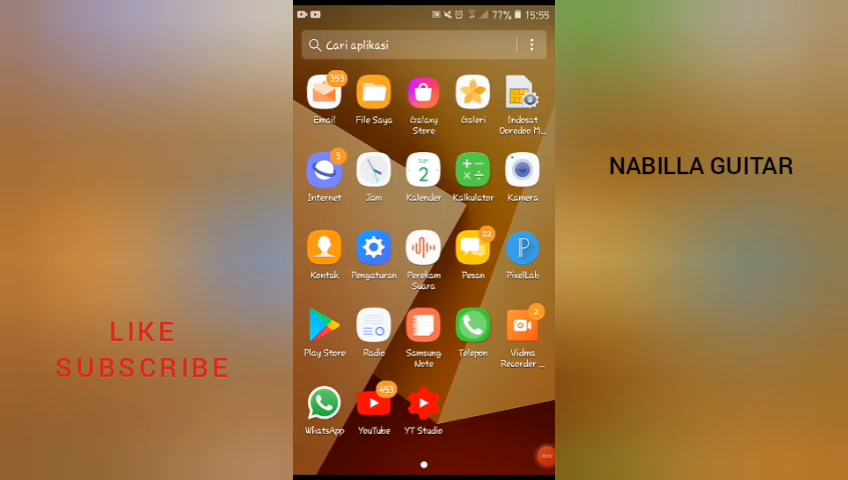 77% 15:55
Cari aplikasi
353
Email
File Saya
Galaxy
Store
Galeri
Indosat
Ooredoo M...
3
Internet
Jam
SUN
2
Kalender
Kalkulator
Kamera
Kontak
Pengaturan
Perekam
Suara
22
Pesan
P
PixelLab
Play Store
Radio
Samsung
Note
Telepon
2
Vidma
Recorder ...
WhatsApp
453
YouTube
YT Studio
NABILLA GUITAR
LIKE
SUBSCRIBE